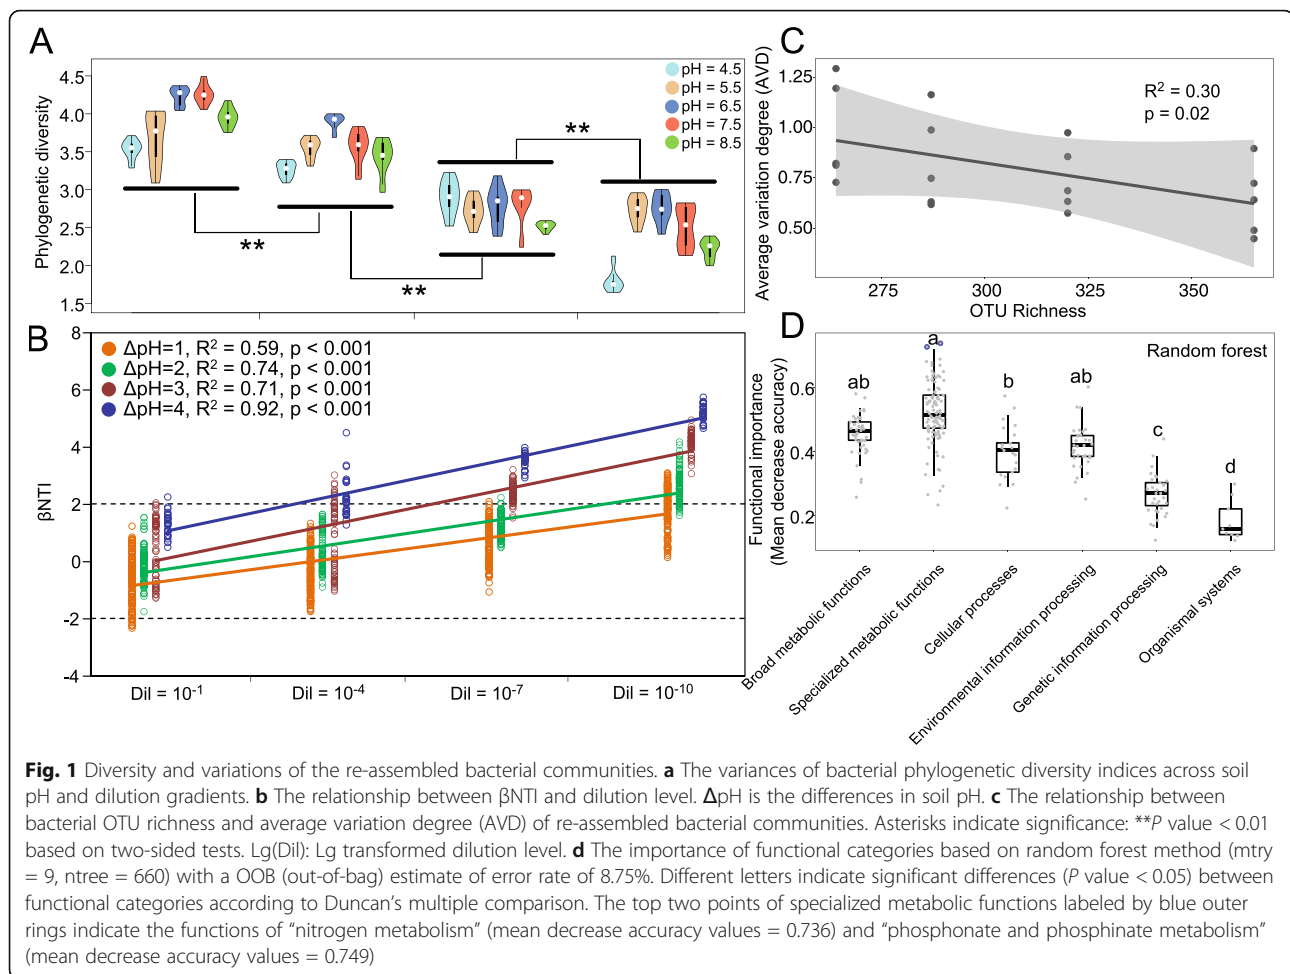 A
Phylogenetic diversity
4.5
4.0
3.5
3.0
2.5
2.0
1.5
pH = 4.5
pH = 5.5
pH = 6.5
pH = 7.5
pH = 8.5
**
**
**
B
βNTI
8
6
4
2
0
-2
-4
ΔpH=1, R² = 0.59, p < 0.001
ΔpH=2, R² = 0.74, p < 0.001
ΔpH=3, R² = 0.71, p < 0.001
ΔpH=4, R² = 0.92, p < 0.001
Dil = 10⁻¹
Dil = 10⁻⁴
Dil = 10⁻⁷
Dil = 10⁻¹⁰
C
Average variation degree (AVD)
1.25
1.00
0.75
0.50
R² = 0.30
p = 0.02
275
300
325
350
OTU Richness
D
Functional importance
(Mean decrease accuracy)
0.6
0.4
0.2
Random forest
ab
a
b
ab
c
d
Broad metabolic functions
Specialized metabolic functions
Cellular processes
Environmental information processing
Genetic information processing
Organismal systems
Fig. 1 Diversity and variations of the re-assembled bacterial communities. a The variances of bacterial phylogenetic diversity indices across soil
pH and dilution gradients. b The relationship between βNTI and dilution level. ΔpH is the differences in soil pH. c The relationship between
bacterial OTU richness and average variation degree (AVD) of re-assembled bacterial communities. Asterisks indicate significance: **P value < 0.01
based on two-sided tests. Lg(Dil): Lg transformed dilution level. d The importance of functional categories based on random forest method (mtry
= 9, ntree = 660) with a OOB (out-of-bag) estimate of error rate of 8.75%. Different letters indicate significant differences (P value < 0.05) between
functional categories according to Duncan's multiple comparison. The top two points of specialized metabolic functions labeled by blue outer
rings indicate the functions of "nitrogen metabolism" (mean decrease accuracy values = 0.736) and "phosphonate and phosphinate metabolism"
(mean decrease accuracy values = 0.749)